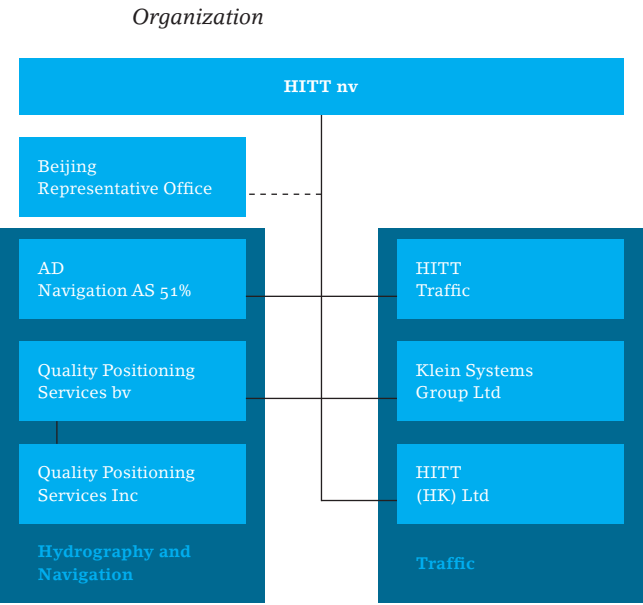 Organization
HITT nv
Beijing
Representative Office
AD
Navigation AS 51%
HITT
Traffic
Quality Positioning
Services bv
Klein Systems
Group Ltd
Quality Positioning
Services Inc
HITT
(HK) Ltd
Hydrography and
Navigation
Traffic